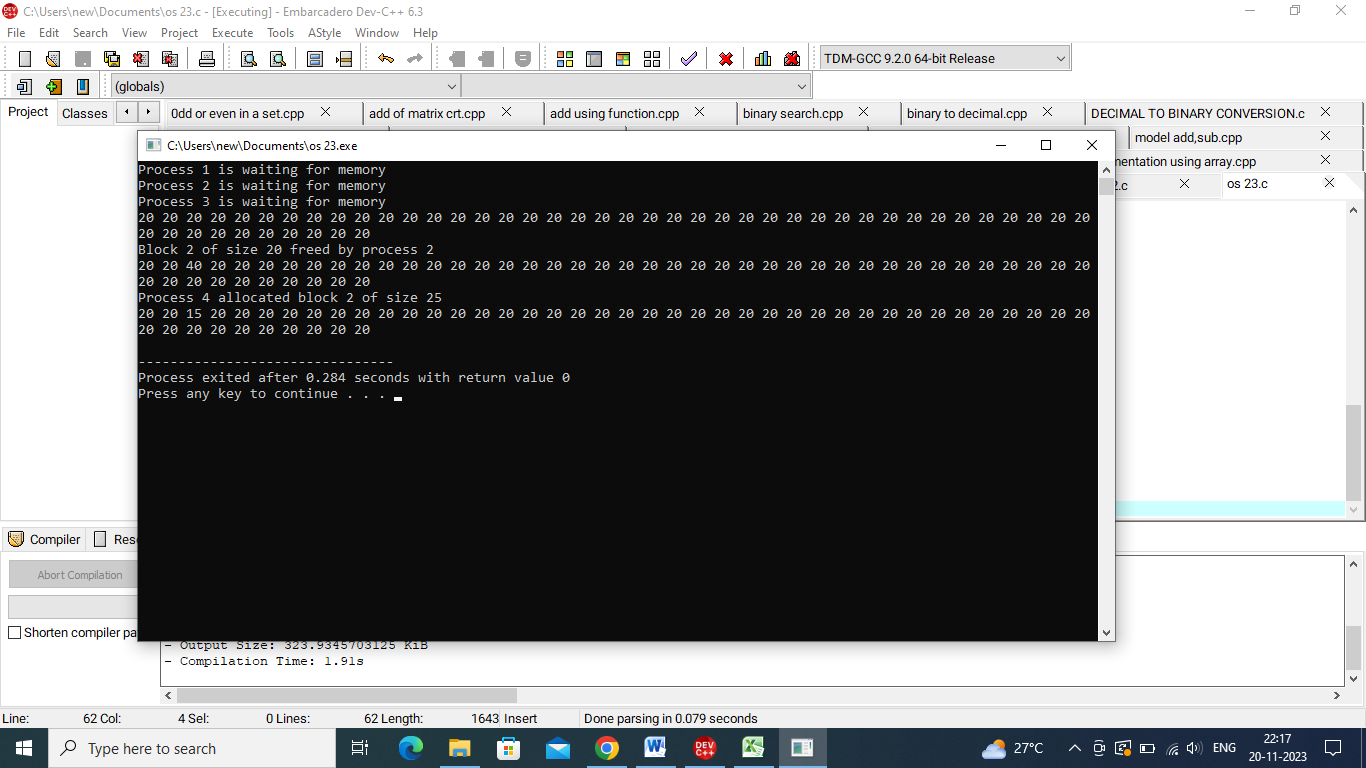 C:\Users\new\Documents\os 23.c - [Executing] - Embarcadero Dev-C++ 6.3
File Edit Search View Project Execute Tools AStyle Window Help
TDM-GCC 9.2.0 64-bit Release
(globals)
Project Classes 0dd or even in a set.cpp add of matrix crt.cpp add using function.cpp binary search.cpp binary to decimal.cpp DECIMAL TO BINARY CONVERSION.c
model add,sub.cpp
mentation using array.cpp
2.c os 23.c
C:\Users\new\Documents\os 23.exe
Process 1 is waiting for memory
Process 2 is waiting for memory
Process 3 is waiting for memory
20 20 20 20 20 20 20 20 20 20 20 20 20 20 20 20 20 20 20 20 20 20 20 20 20 20 20 20 20 20 20 20 20 20 20 20 20 20 20 20
20 20 20 20 20 20 20 20 20 20
Block 2 of size 20 freed by process 2
20 20 40 20 20 20 20 20 20 20 20 20 20 20 20 20 20 20 20 20 20 20 20 20 20 20 20 20 20 20 20 20 20 20 20 20 20 20 20 20
20 20 20 20 20 20 20 20 20 20
Process 4 allocated block 2 of size 25
20 20 15 20 20 20 20 20 20 20 20 20 20 20 20 20 20 20 20 20 20 20 20 20 20 20 20 20 20 20 20 20 20 20 20 20 20 20 20 20
20 20 20 20 20 20 20 20 20 20
--------------------------------
Process exited after 0.284 seconds with return value 0
Press any key to continue . . .
Compiler Reso
Abort Compilation
Shorten compiler pa
- Output Size: 323.9345703125 KiB
- Compilation Time: 1.91s
Line: 62 Col: 4 Sel: 0 Lines: 62 Length: 1643 Insert Done parsing in 0.079 seconds
Type here to search
DEV C++
27°C
ENG
22:17
20-11-2023